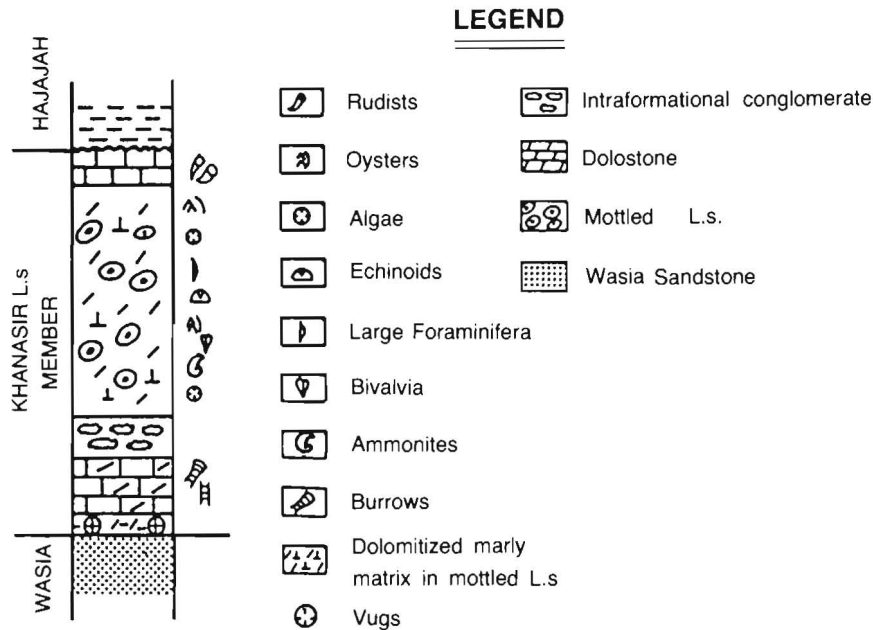 LEGEND
HAJAJAH
KHANASIR L.s
MEMBER
WASIA
Rudists
Oysters
Algae
Echinoids
Large Foraminifera
Bivalvia
Ammonites
Burrows
Dolomitized marly
matrix in mottled L.s
Vugs
Intraformational conglomerate
Dolostone
Mottled L.s.
Wasia Sandstone